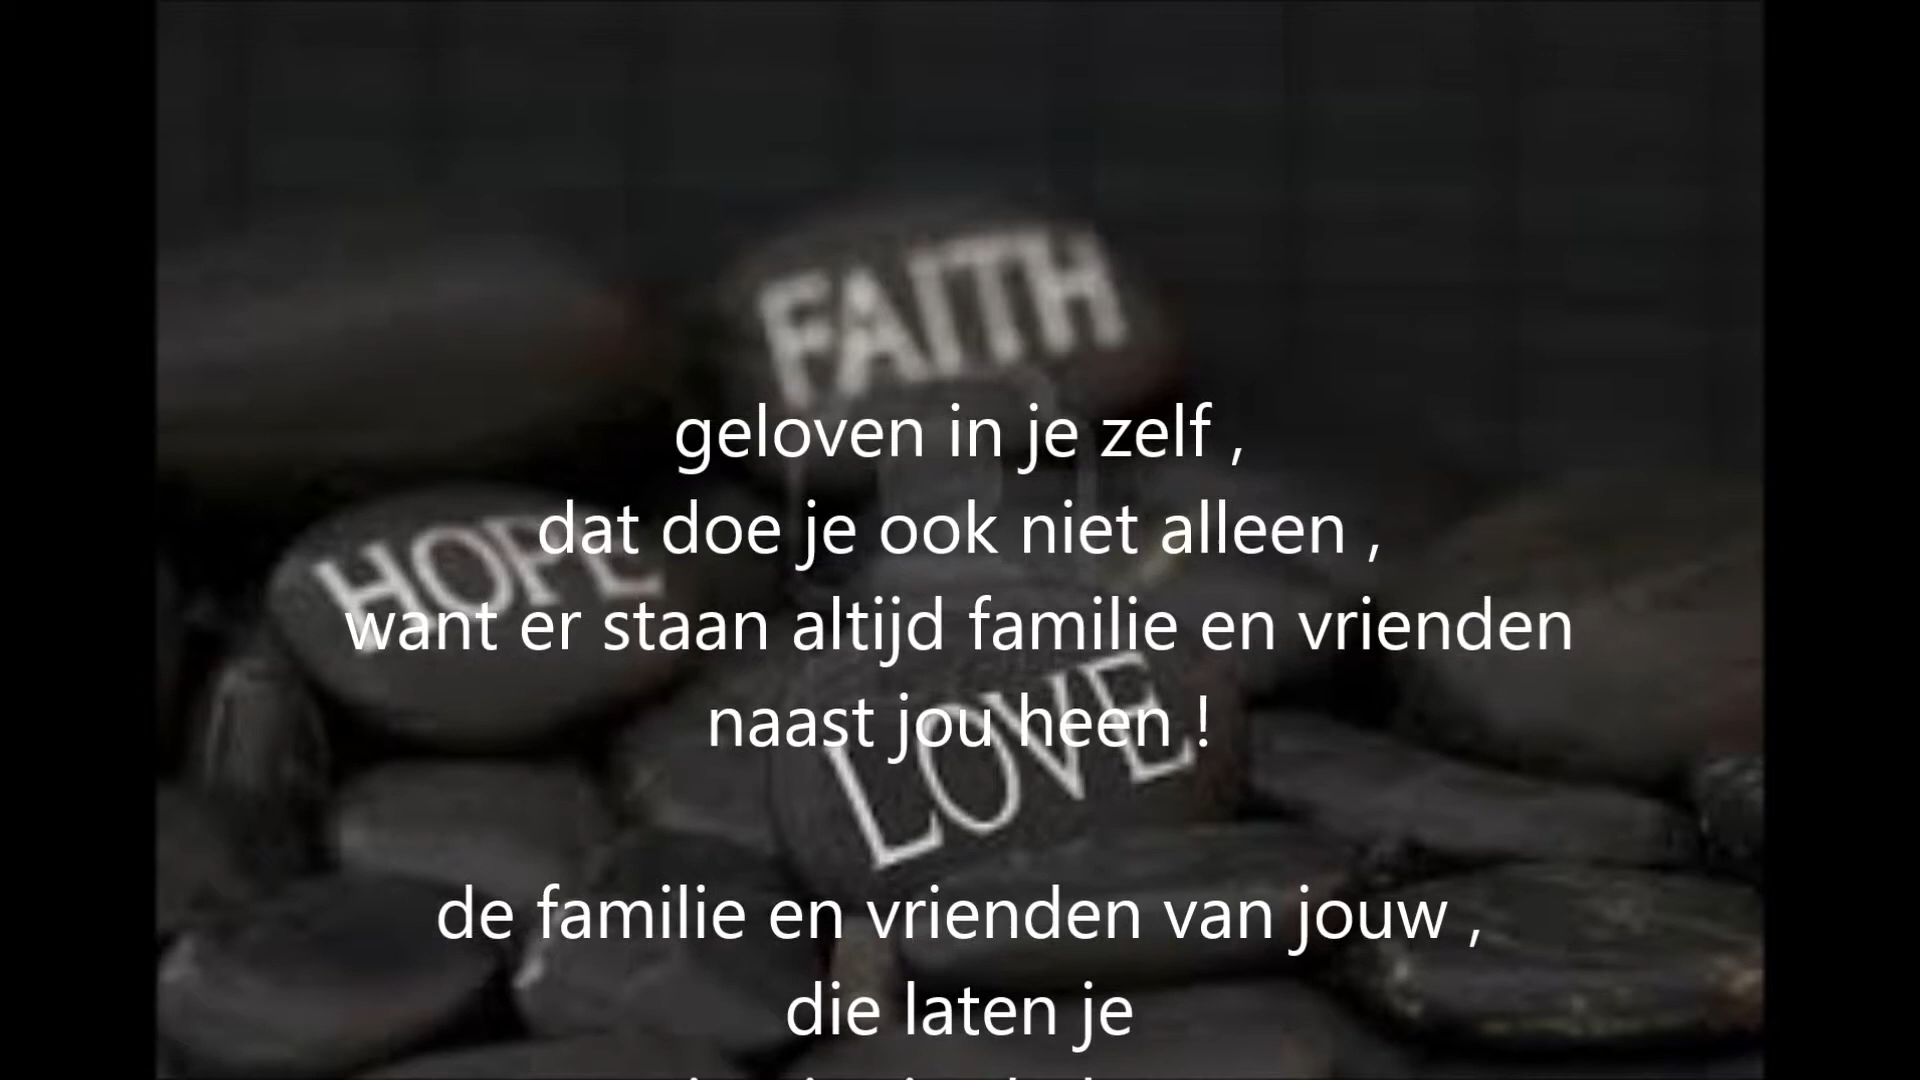 FAITH
geloven in je zelf ,
dat doe je ook niet alleen ,
HOPE
want er staan altijd familie en vrienden
naast jou heen !
LOVE
de familie en vrienden van jouw ,
die laten je